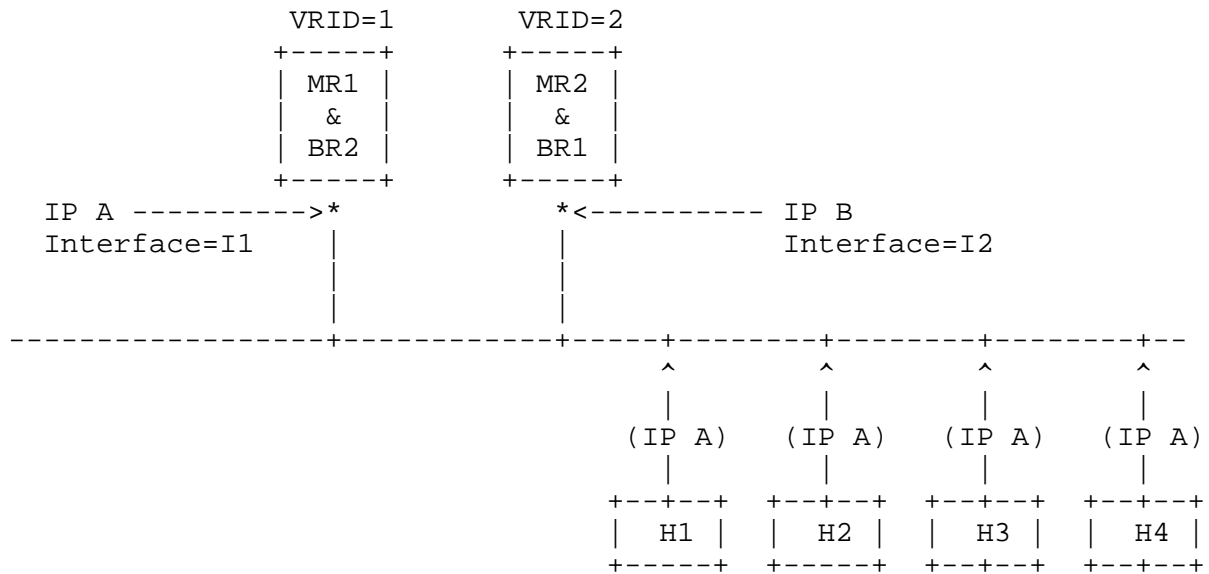 VRID=1 VRID=2
+-----+ +-----+
| MR1 | | MR2 |
| & | | & |
| BR2 | | BR1 |
+-----+ +-----+
IP A ---------->* *<---------- IP B
Interface=I1 | | Interface=I2
| |
| |
------------------+------------+-----+--------+--------+--------+--
^ ^ ^ ^
| | | |
(IP A) (IP A) (IP A) (IP A)
| | | |
+--+--+ +--+--+ +--+--+ +--+--+
| H1 | | H2 | | H3 | | H4 |
+-----+ +-----+ +--+--+ +--+--+